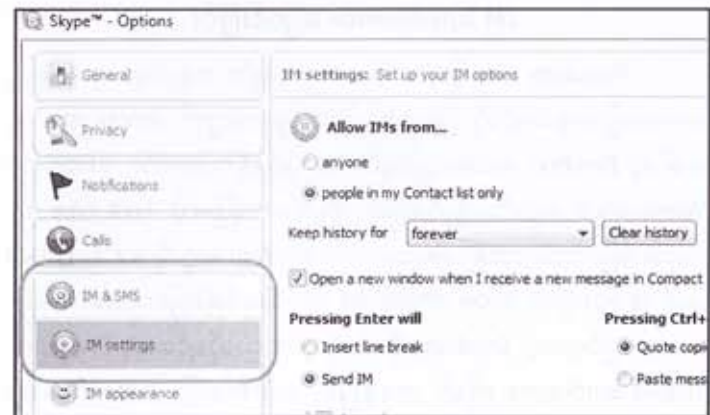 Skype™ - Options
General
Privacy
Notifications
Calls
IM & SMS
IM settings
IM appearance
IM settings: Set up your IM options
Allow IMs from...
anyone
people in my Contact list only
Keep history for forever Clear history
Open a new window when I receive a new message in Compact
Pressing Enter will
Insert line break
Send IM
Pressing Ctrl+
Quote copi
Paste mess